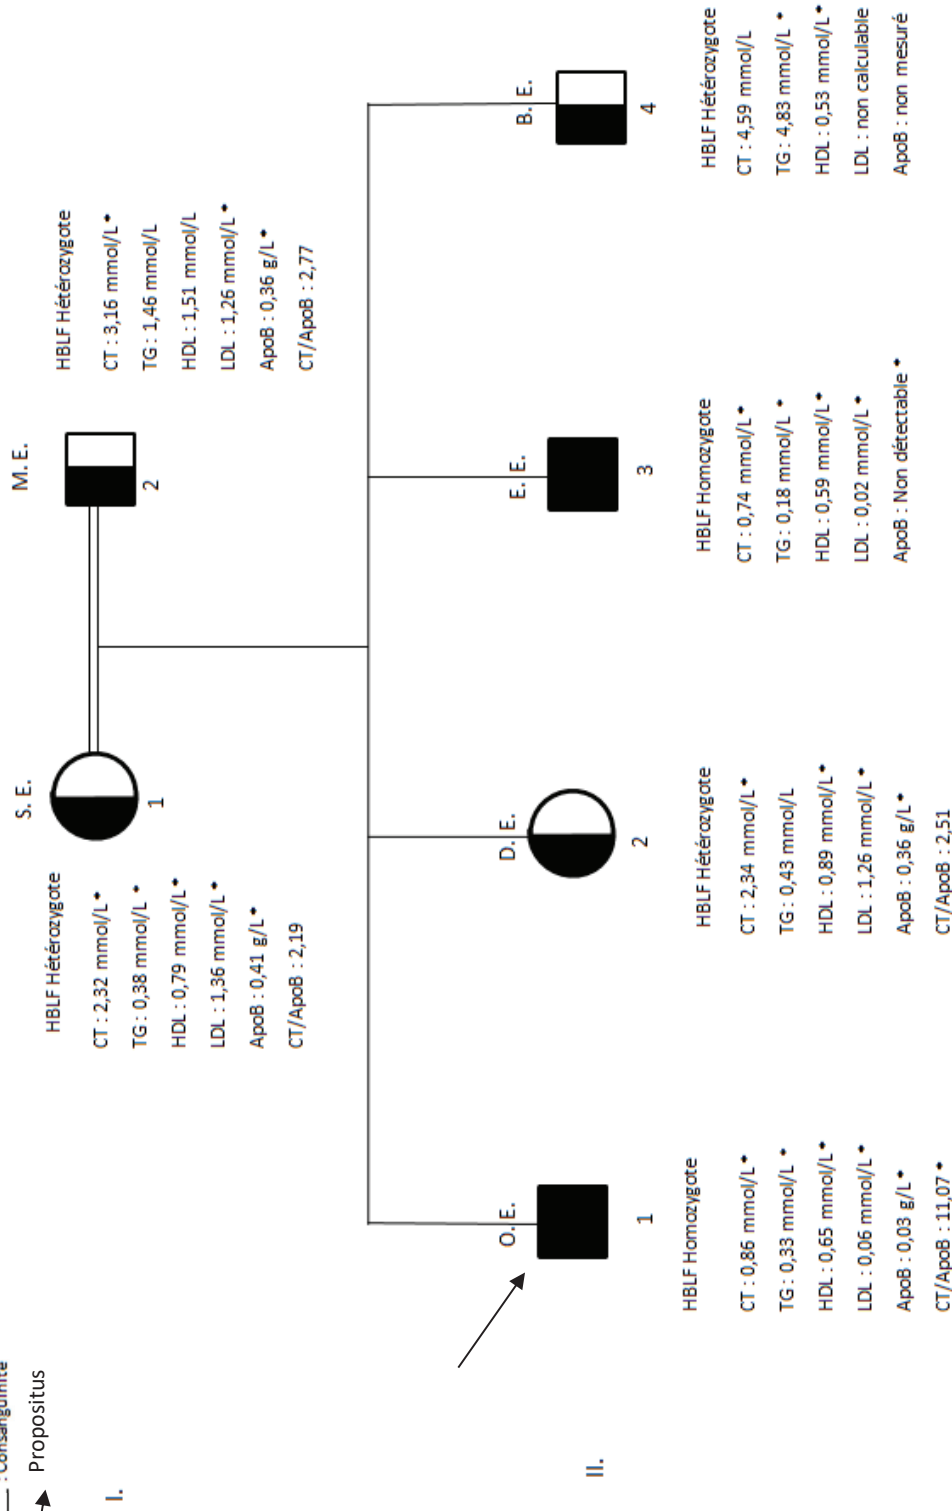 : Consanguinité
Propositus
I.
S. E.
1
HBLF Hétérozygote
CT : 2,32 mmol/L*
TG : 0,38 mmol/L *
HDL : 0,79 mmol/L*
LDL : 1,36 mmol/L*
ApoB : 0,41 g/L*
CT/ApoB : 2,19
M. E.
2
HBLF Hétérozygote
CT : 3,16 mmol/L*
TG : 1,46 mmol/L
HDL : 1,51 mmol/L
LDL : 1,26 mmol/L*
ApoB : 0,36 g/L*
CT/ApoB : 2,77
II.
O. E.
1
HBLF Homozygote
CT : 0,86 mmol/L*
TG : 0,33 mmol/L *
HDL : 0,65 mmol/L*
LDL : 0,06 mmol/L*
ApoB : 0,03 g/L*
CT/ApoB : 11,07 *
D. E.
2
HBLF Hétérozygote
CT : 2,34 mmol/L*
TG : 0,43 mmol/L
HDL : 0,89 mmol/L*
LDL : 1,26 mmol/L*
ApoB : 0,36 g/L*
CT/ApoB : 2,51
E. E.
3
HBLF Homozygote
CT : 0,74 mmol/L*
TG : 0,18 mmol/L *
HDL : 0,59 mmol/L*
LDL : 0,02 mmol/L*
ApoB : Non détectable *
B. E.
4
HBLF Hétérozygote
CT : 4,59 mmol/L
TG : 4,83 mmol/L *
HDL : 0,53 mmol/L*
LDL : non calculable
ApoB : non mesuré